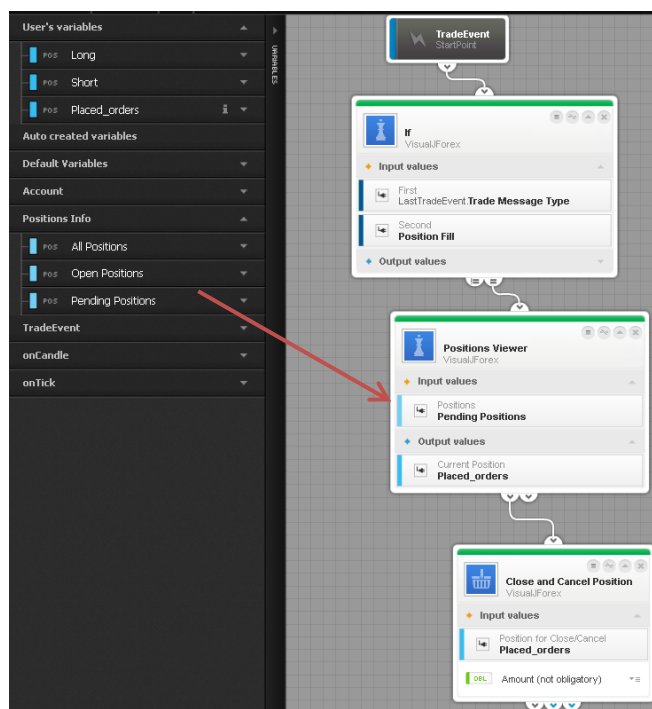 User's variables
POS Long
POS Short
POS Placed_orders i
Auto created variables
Default Variables
Account
Positions Info
POS All Positions
POS Open Positions
POS Pending Positions
TradeEvent
onCandle
onTick
VARIABLES
TradeEvent
StartPoint
If
VisualJForex
Input values
First
LastTradeEvent.Trade Message Type
Second
Position Fill
Output values
Positions Viewer
VisualJForex
Input values
Positions
Pending Positions
Output values
Current Position
Placed_orders
Close and Cancel Position
VisualJForex
Input values
Position for Close/Cancel
Placed_orders
DBL Amount (not obligatory)